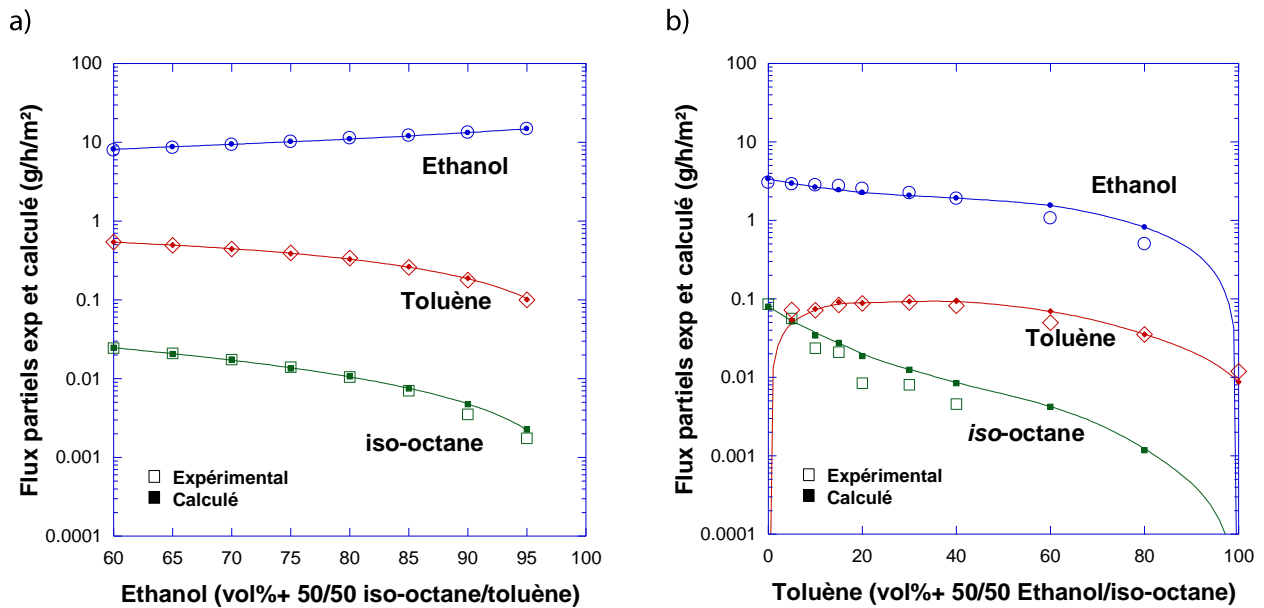 a)
Flux partiels exp et calculé (g/h/m²)
100
10
1
0.1
0.01
0.001
0.0001
Ethanol
Toluène
iso-octane
Expérimental
Calculé
60 65 70 75 80 85 90 95 100
Ethanol (vol%+ 50/50 iso-octane/toluène)
b)
Flux partiels exp et calculé (g/h/m²)
100
10
1
0.1
0.01
0.001
0.0001
Ethanol
Toluène
iso-octane
Expérimental
Calculé
0 20 40 60 80 100
Toluène (vol%+ 50/50 Ethanol/iso-octane)